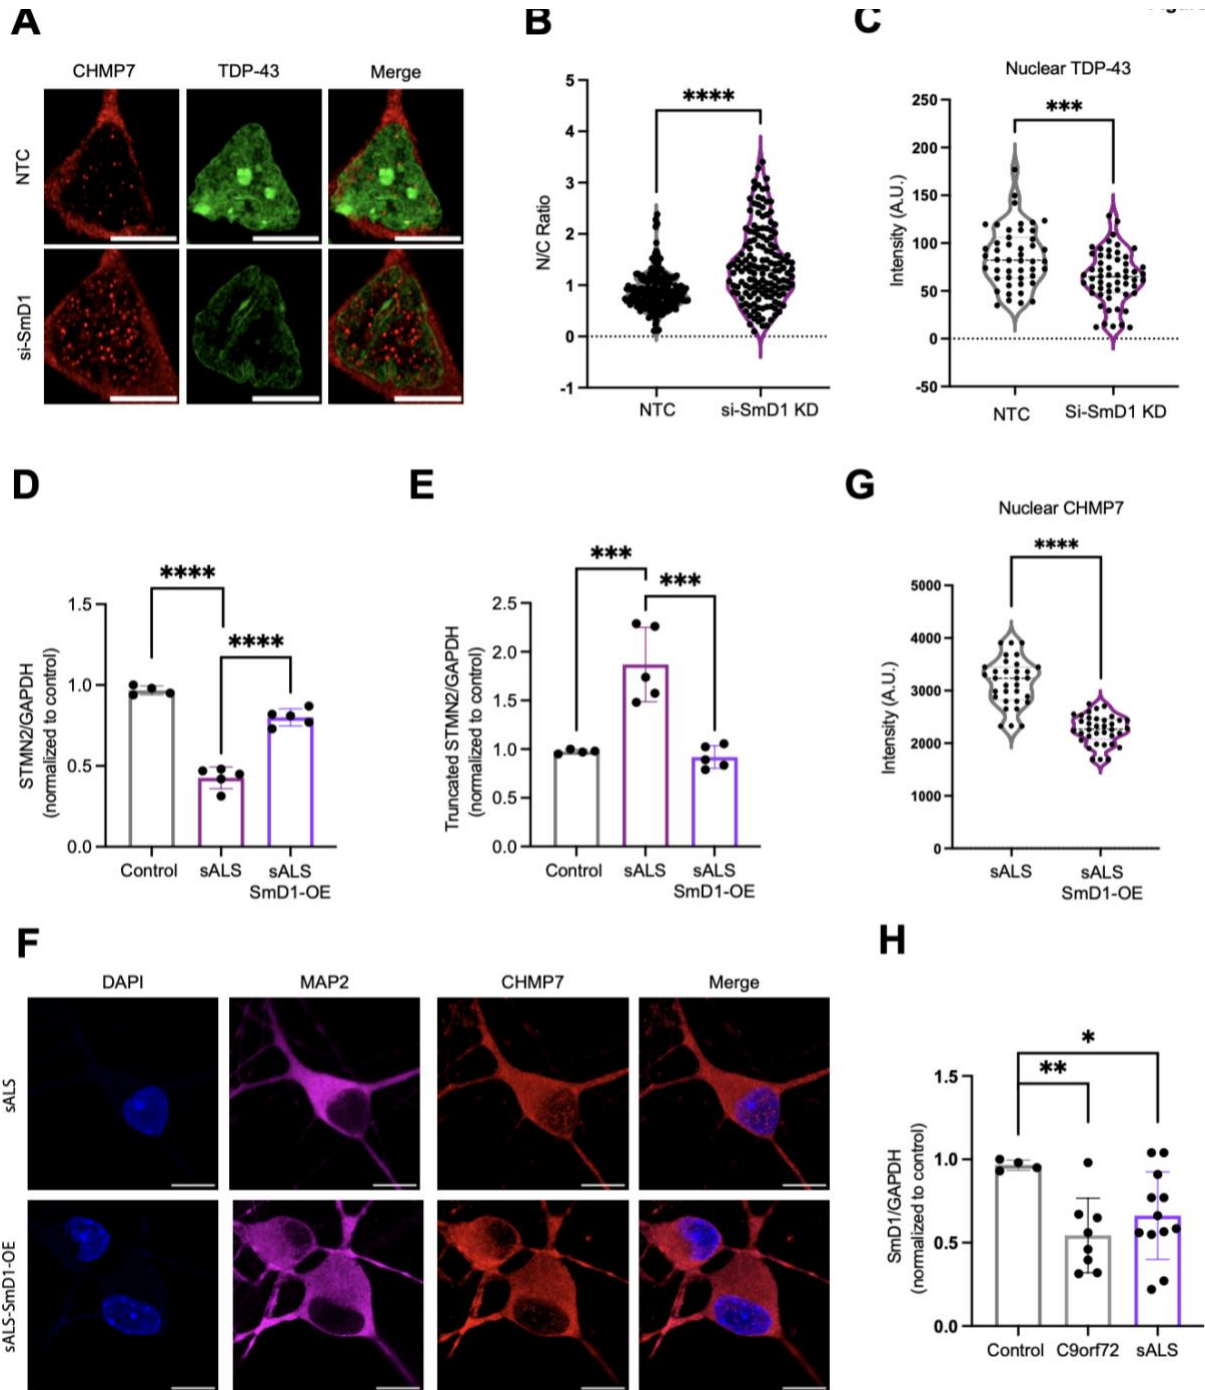 A
CHMP7
TDP-43
Merge
NTC
si-SmD1
B
****
N/C Ratio
5
4
3
2
1
0
-1
NTC
si-SmD1 KD
C
Nuclear TDP-43
***
Intensity (A.U.)
250
200
150
100
50
0
-50
NTC
Si-SmD1 KD
D
****
****
STMN2/GAPDH
(normalized to control)
1.5
1.0
0.5
0.0
Control
sALS
sALS
SmD1-OE
E
***
***
Truncated STMN2/GAPDH
(normalized to control)
2.5
2.0
1.5
1.0
0.5
0.0
Control
sALS
sALS
SmD1-OE
G
Nuclear CHMP7
****
Intensity (A.U.)
5000
4000
3000
2000
1000
0
sALS
sALS
SmD1-OE
F
DAPI
MAP2
CHMP7
Merge
sALS
sALS-SmD1-OE
H
*
**
SmD1/GAPDH
(normalized to control)
1.5
1.0
0.5
0.0
Control
C9orf72
sALS